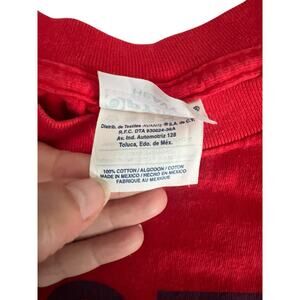 Distrib. de Textiles S.A. de C.V.
R.F.C. DTA 930624-36A
Av. Ind. Automotriz 128
Toluca, Edo. de Méx.
100% COTTON / ALGODON / COTON
MADE IN MEXICO / HECHO EN MEXICO
FABRIQUE AU MEXIQUE